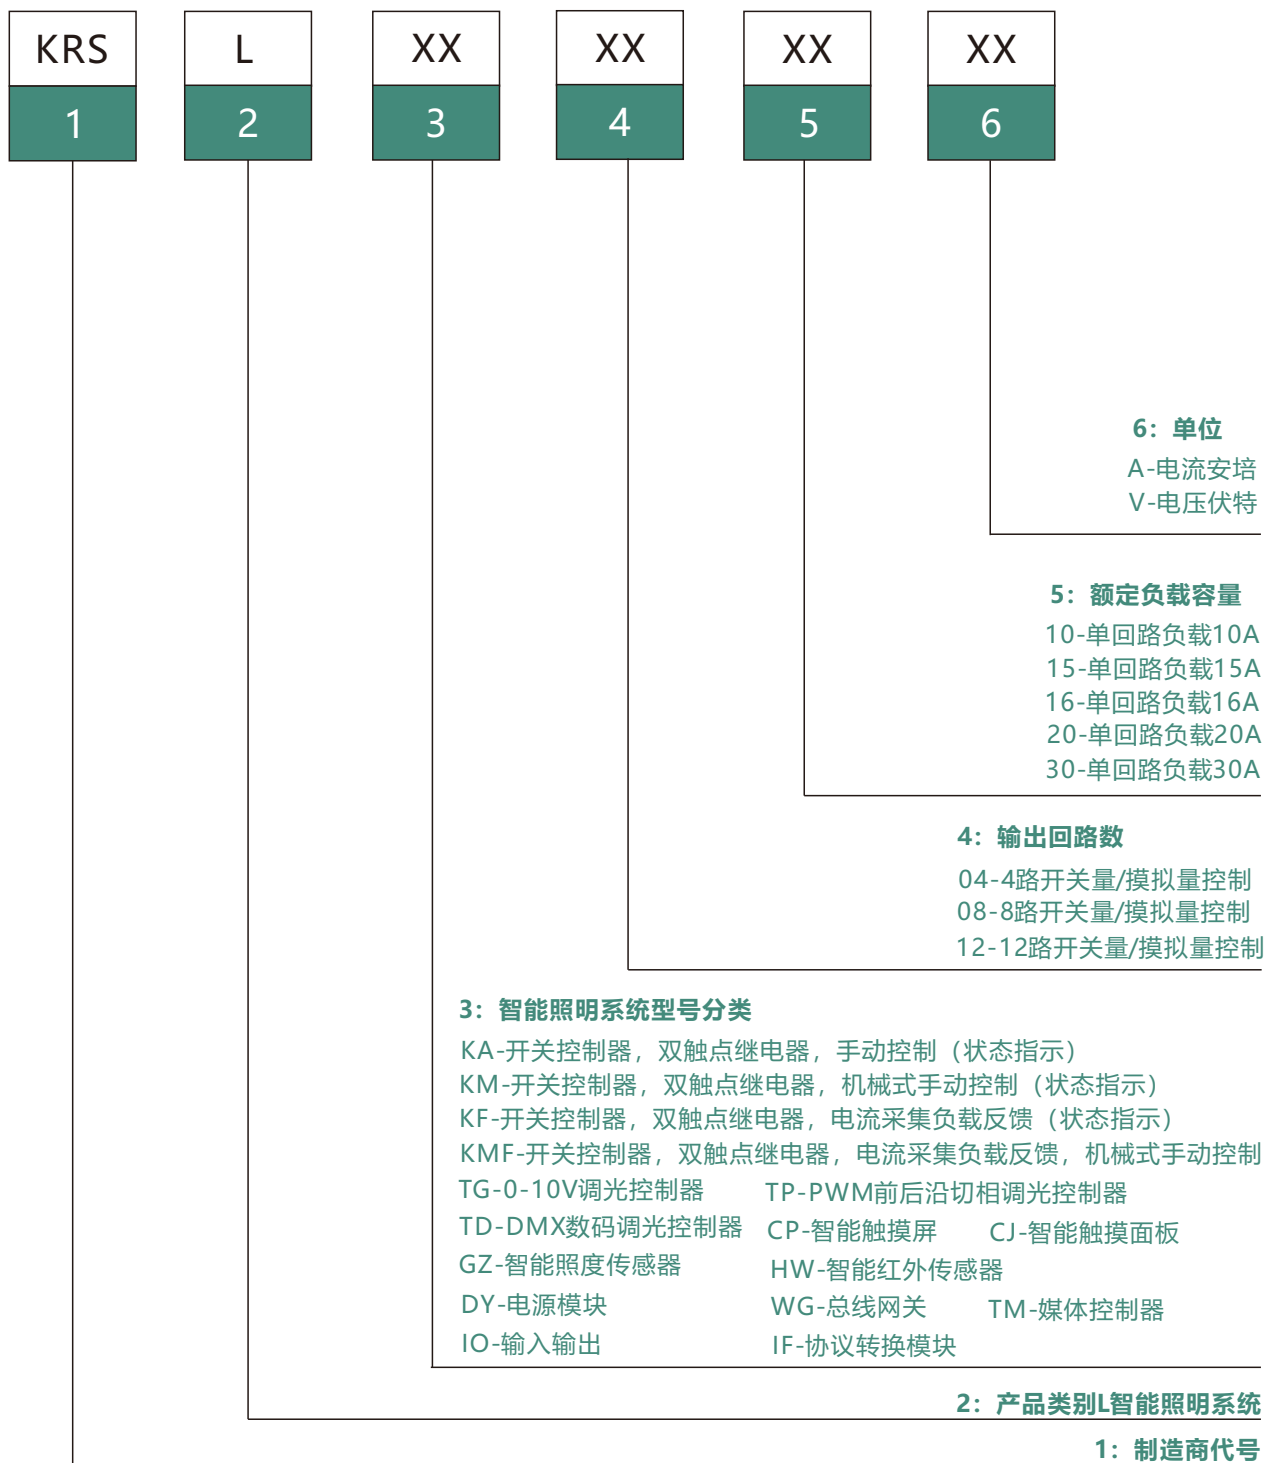 KRS L XX XX XX XX
1 2 3 4 5 6
6：单位
A-电流安培
V-电压伏特
5：额定负载容量
10-单回路负载10A
15-单回路负载15A
16-单回路负载16A
20-单回路负载20A
30-单回路负载30A
4：输出回路数
04-4路开关量/摸拟量控制
08-8路开关量/摸拟量控制
12-12路开关量/摸拟量控制
3：智能照明系统型号分类
KA-开关控制器，双触点继电器，手动控制（状态指示）
KM-开关控制器，双触点继电器，机械式手动控制（状态指示）
KF-开关控制器，双触点继电器，电流采集负载反馈（状态指示）
KMF-开关控制器，双触点继电器，电流采集负载反馈，机械式手动控制
TG-0-10V调光控制器 TP-PWM前后沿切相调光控制器
TD-DMX数码调光控制器 CP-智能触摸屏 CJ-智能触摸面板
GZ-智能照度传感器 HW-智能红外传感器
DY-电源模块 WG-总线网关 TM-媒体控制器
IO-输入输出 IF-协议转换模块
2：产品类别L智能照明系统
1：制造商代号